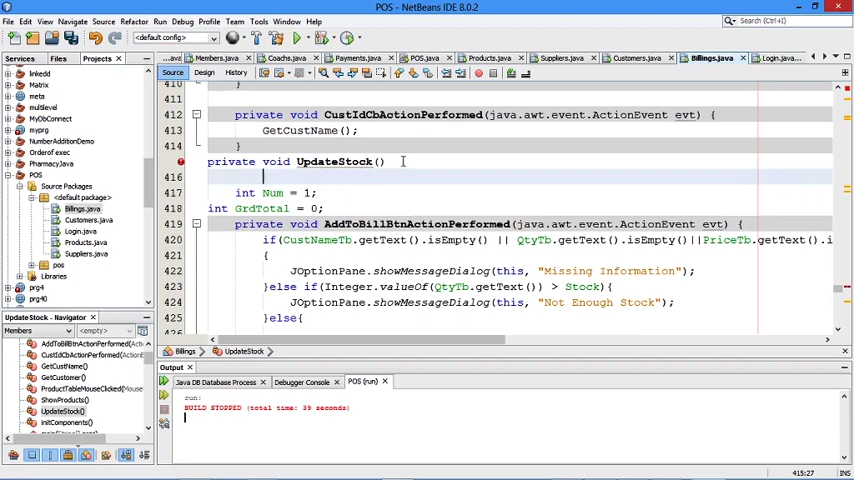 POS - NetBeans IDE 8.0.2
File Edit View Navigate Source Refactor Run Debug Profile Team Tools Window Help
Search (Ctrl+I)
<default config>
Services Files Projects
...ava Members.java Coachs.java Payments.java POS.java Products.java Suppliers.java Customers.java Billings.java Login.java
linkedd
Matrix
meta
multilevel
MyDbConnect
myprg
NumberAdditionDemo
Orderof exec
PharmacyJava
POS
Source Packages
<default package>
Billings.java
Customers.java
Login.java
Products.java
Suppliers.java
pos
Libraries
prg4
prg40
Source Design History
410 }
411
412 private void CustIdCbActionPerformed(java.awt.event.ActionEvent evt) {
413 GetCustName();
414 }
private void UpdateStock()
416
417 int Num = 1;
418 int GrdTotal = 0;
419 private void AddToBillBtnActionPerformed(java.awt.event.ActionEvent evt) {
420 if(CustNameTb.getText().isEmpty() || QtyTb.getText().isEmpty()||PriceTb.getText().i
421 {
422 JOptionPane.showMessageDialog(this, "Missing Information");
423 }else if(Integer.valueOf(QtyTb.getText()) > Stock){
424 JOptionPane.showMessageDialog(this, "Not Enough Stock");
425 }else{
426
Billings UpdateStock
UpdateStock() - Navigator
Members <empty>
AddToBillBtnActionPerformed(Actio
CustIdCbActionPerformed(ActionEv
GetCustName()
GetCustomer()
ProductTableMouseClicked(Mouse
ShowProducts()
UpdateStock()
initComponents()
Output
Java DB Database Process Debugger Console POS (run)
run:
BUILD STOPPED (total time: 39 seconds)
415:27 INS